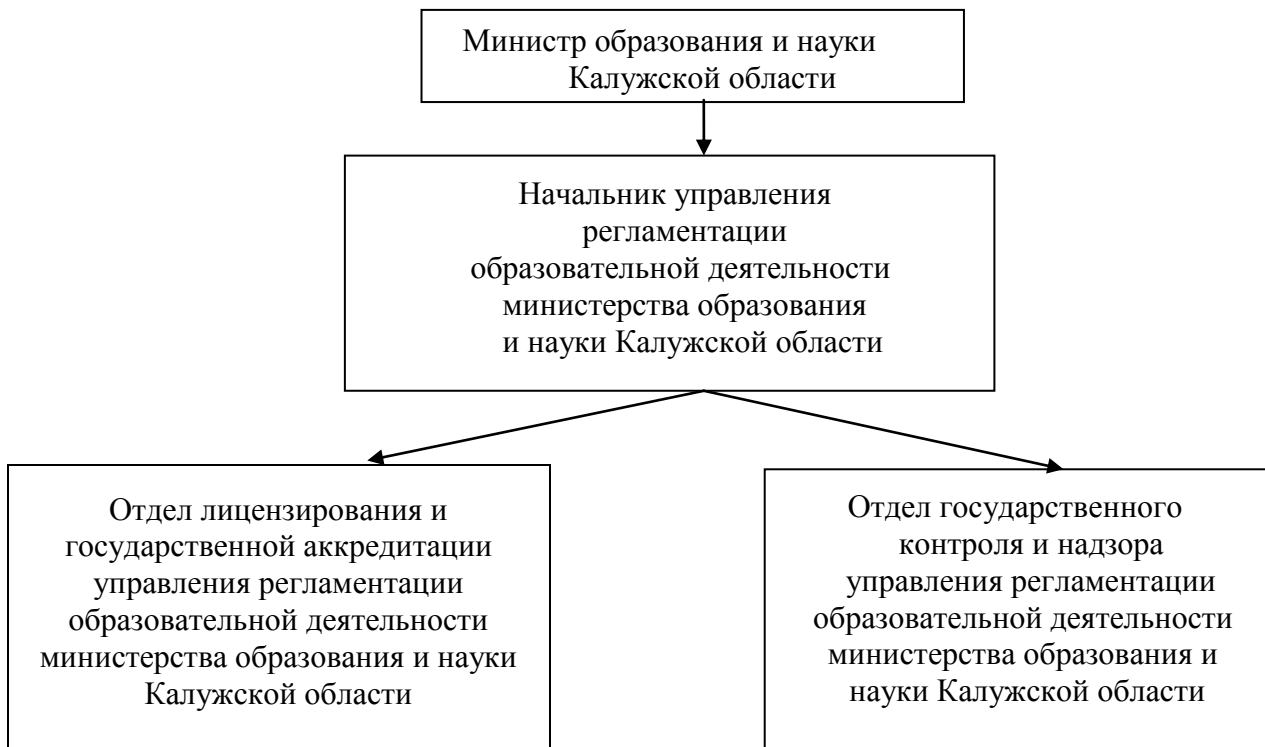 Министр образования и науки
Калужской области
Начальник управления
регламентации
образовательной деятельности
министерства образования
и науки Калужской области
Отдел лицензирования и
государственной аккредитации
управления регламентации
образовательной деятельности
министерства образования и науки
Калужской области
Отдел государственного
контроля и надзора
управления регламентации
образовательной деятельности
министерства образования и
науки Калужской области